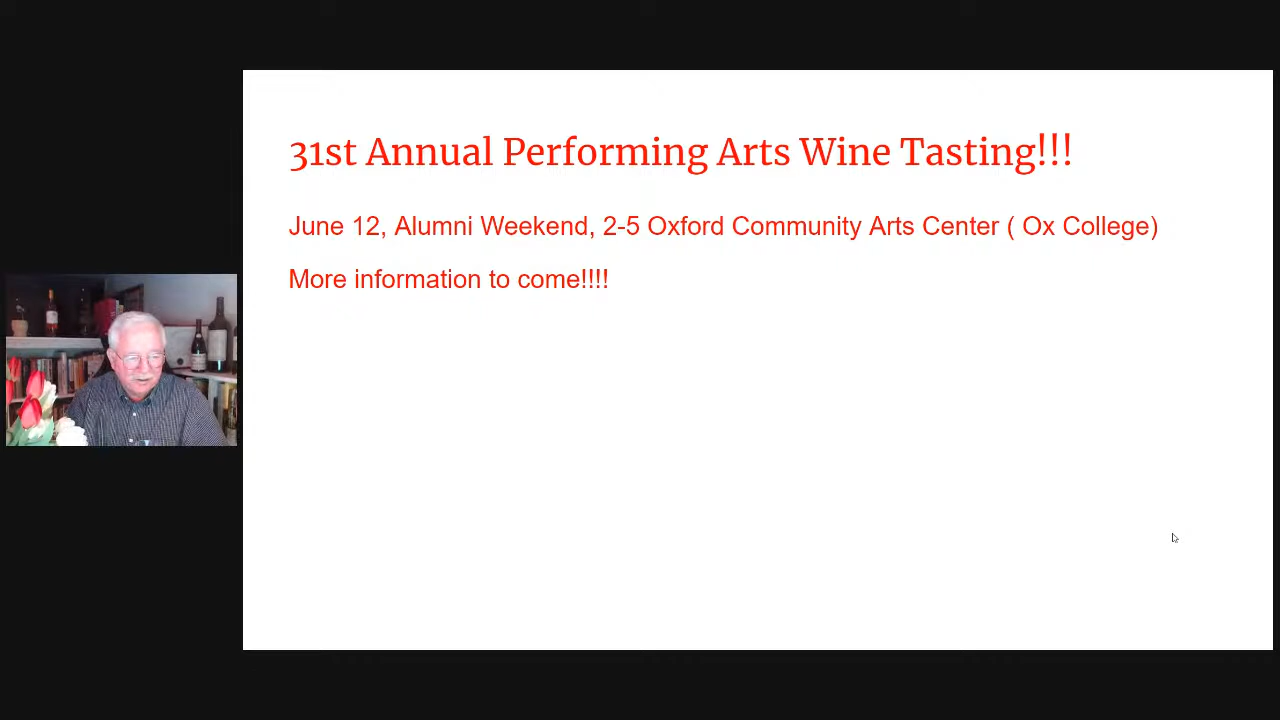 31st Annual Performing Arts Wine Tasting!!!
June 12, Alumni Weekend, 2-5 Oxford Community Arts Center ( Ox College)
More information to come!!!!